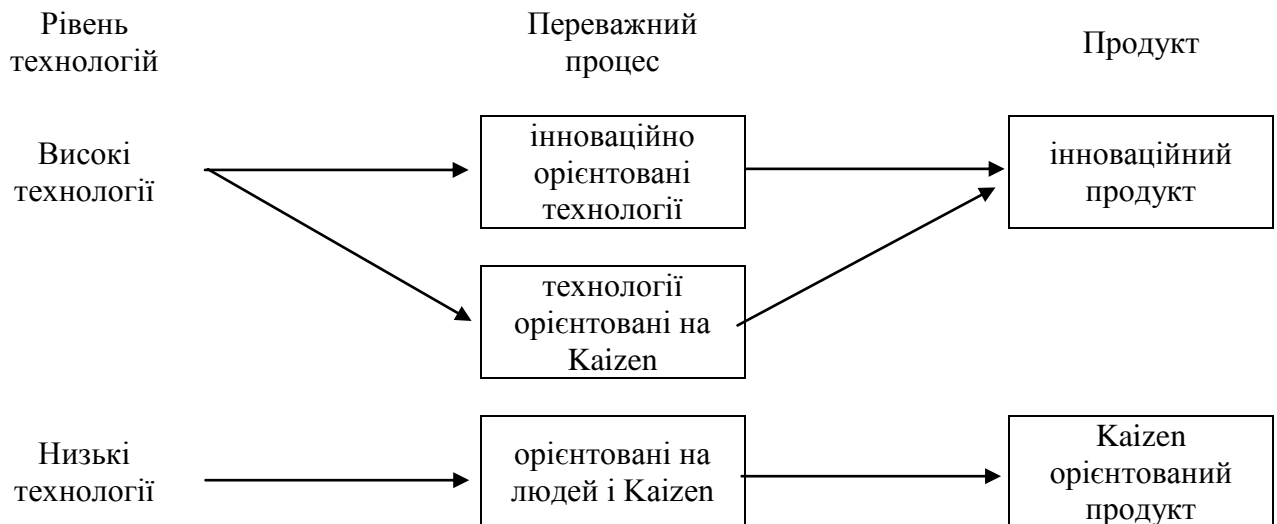 Рівень
технологій
Переважний
процес
Продукт
Високі
технології
інноваційно
орієнтовані
технології
інноваційний
продукт
технології
орієнтовані на
Kaizen
Низькі
технології
орієнтовані на
людей і Kaizen
Kaizen
орієнтований
продукт